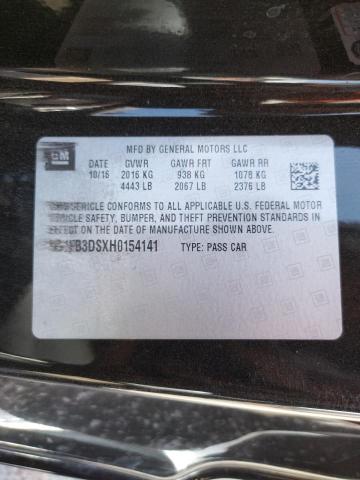 GM
MFD BY GENERAL MOTORS LLC
DATE GVWR GAWR FRT GAWR RR
10/16 2016 KG 938 KG 1078 KG
4443 LB 2067 LB 2376 LB
VEHICLE CONFORMS TO ALL APPLICABLE U.S. FEDERAL MOTOR
VEHICLE SAFETY, BUMPER, AND THEFT PREVENTION STANDARDS IN
EFFECT ON THE DATE OF MANUFACTURE SHOWN ABOVE.
B3DSXH0154141 TYPE: PASS CAR